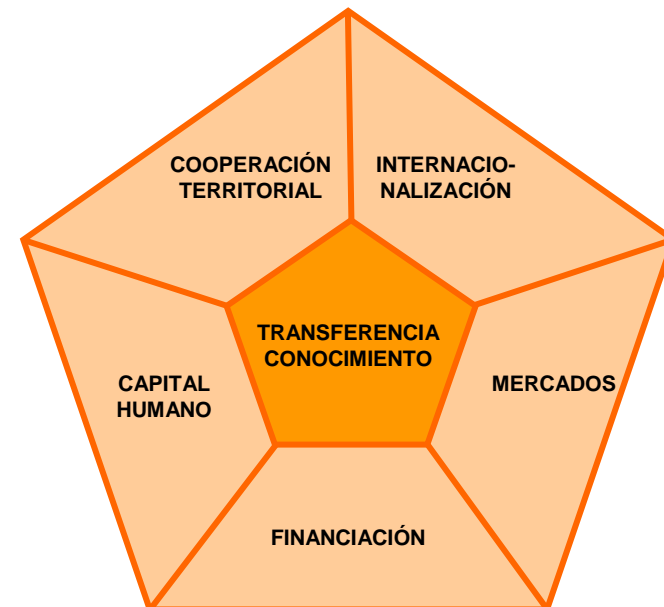 COOPERACIÓN
TERRITORIAL
INTERNACIO-
NALIZACIÓN
TRANSFERENCIA
CONOCIMIENTO
CAPITAL
HUMANO
MERCADOS
FINANCIACIÓN